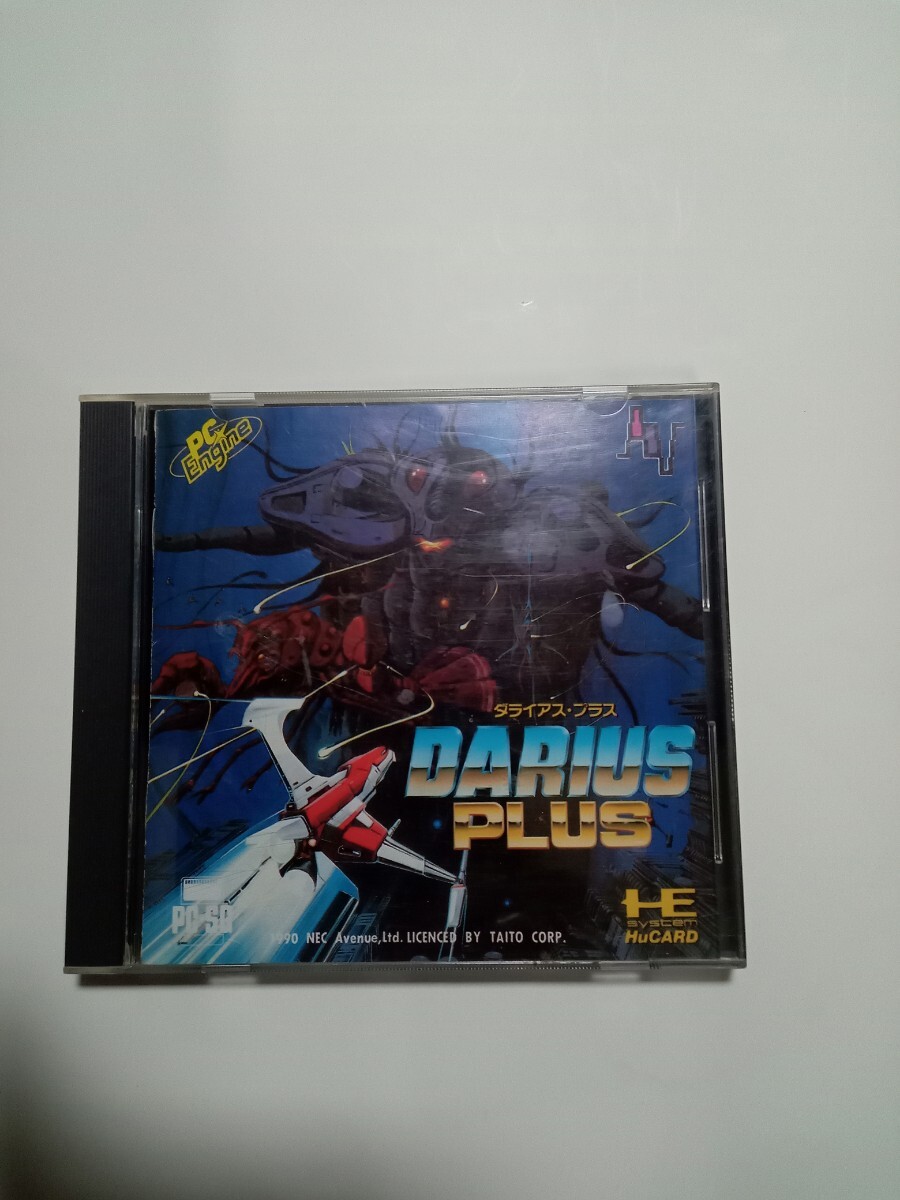 PC Engine
ダライアス・プラス
DARIUS
PLUS
PC-SG
1990 NEC Avenue,Ltd. LICENCED BY TAITO CORP.
HE
system
HuCARD